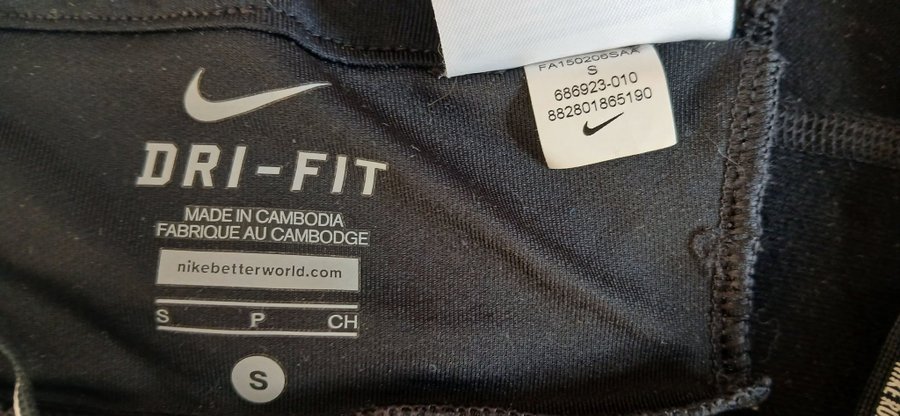 DRI-FIT
MADE IN CAMBODIA
FABRIQUE AU CAMBODGE
nikebetterworld.com
S P CH
S
FA150206SAA
S
686923-010
882801865190